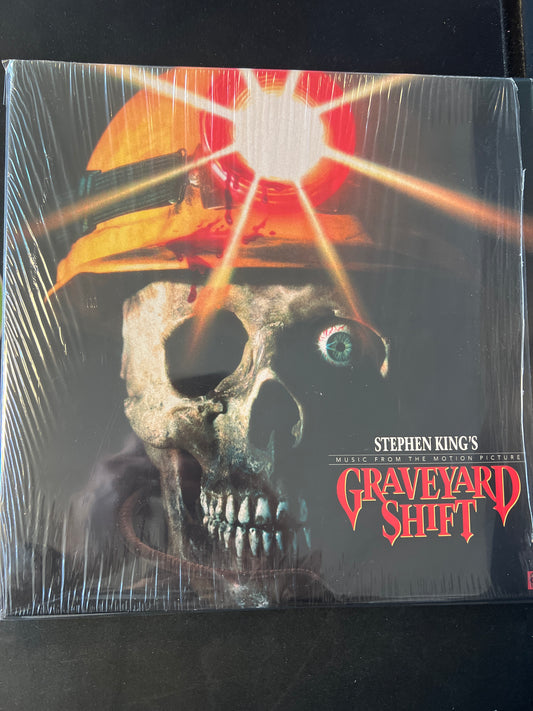 STEPHEN KING'S
MUSIC FROM THE MOTION PICTURE
GRAVEYARD
SHIFT